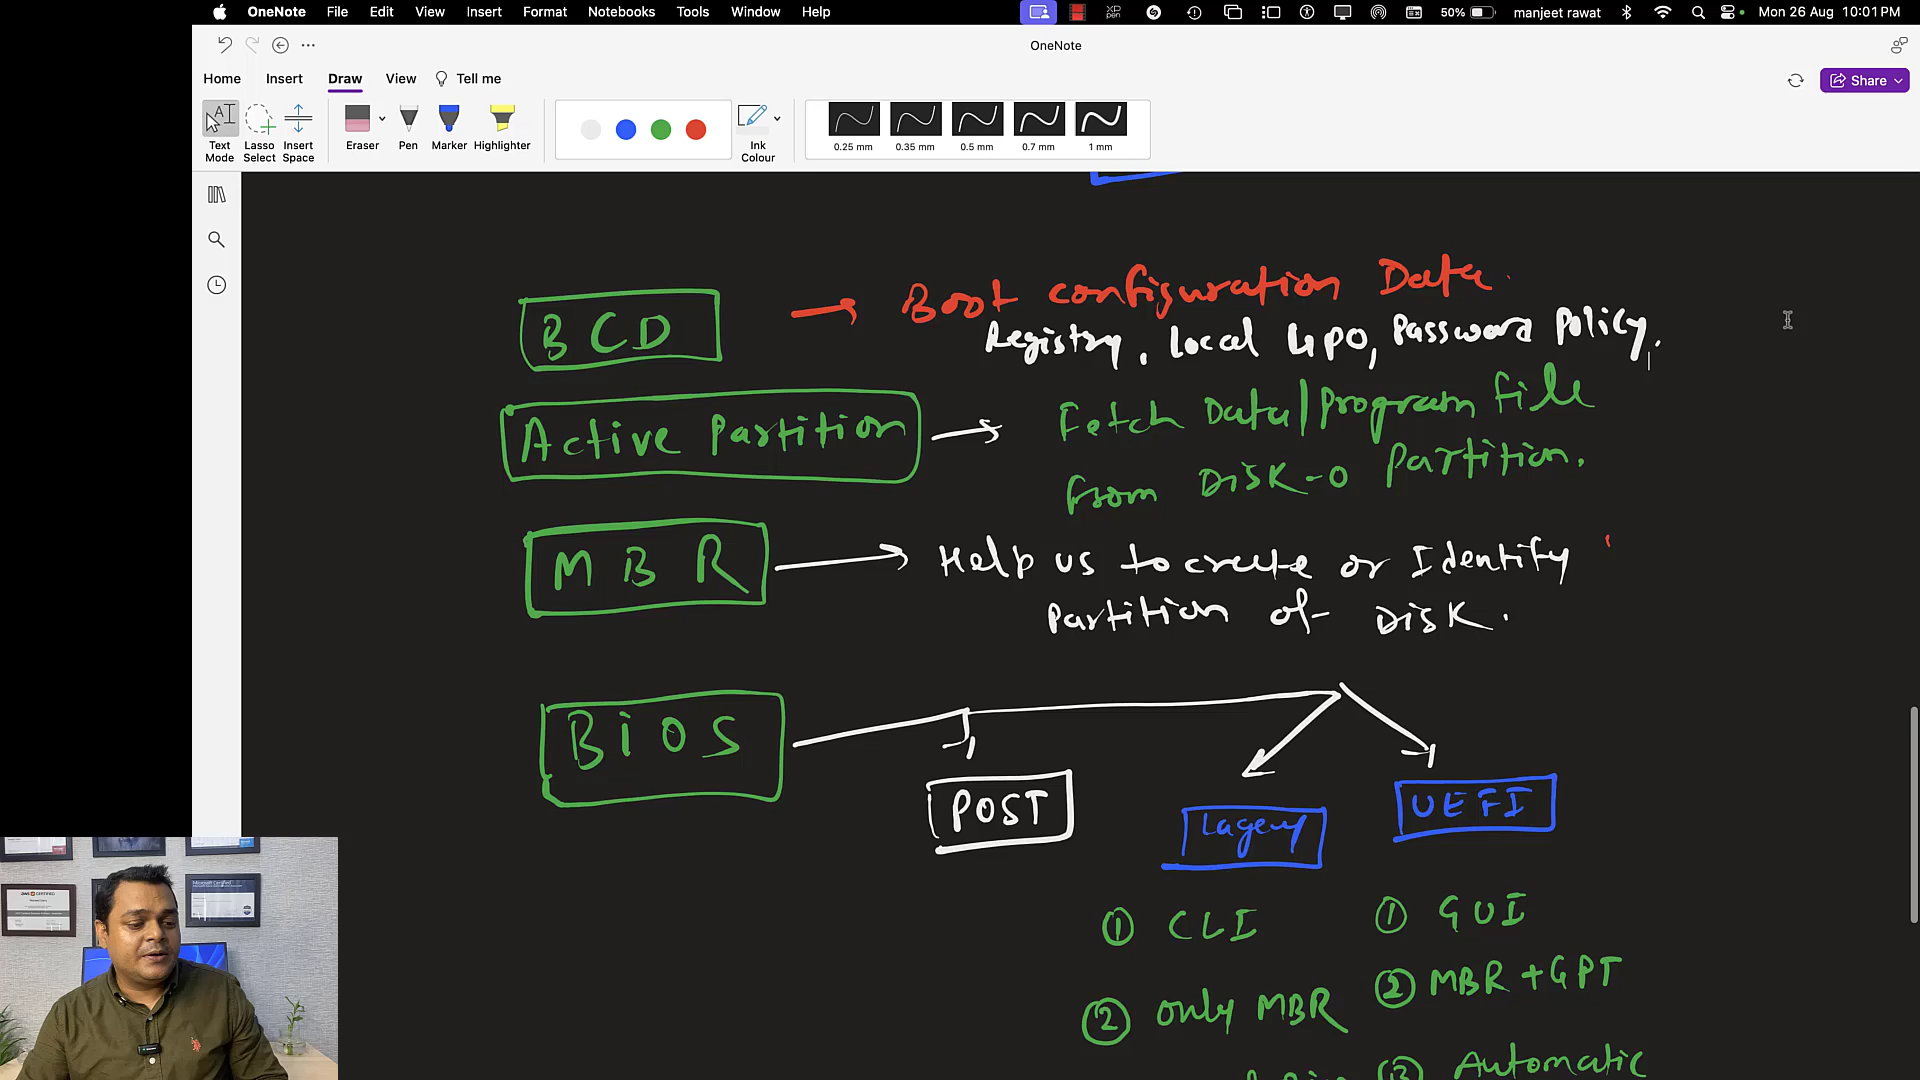 OneNote File Edit View Insert Format Notebooks Tools Window Help
XP pen 50% manjeet rawat Mon 26 Aug 10:01 PM
OneNote
Home Insert Draw View Tell me
Share
Text Mode
Lasso Select
Insert Space
Eraser
Pen
Marker
Highlighter
Ink Colour
0.25 mm
0.35 mm
0.5 mm
0.7 mm
1 mm
BCD
Boot configuration Data.
Registry, Local GPO, Password Policy.
Active Partition
Fetch Data/Program file
from Disk-0 Partition.
MBR
Help us to create or Identify
Partition of Disk.
BiOS
POST
Lagecy
UEFI
① CLI
① GUI
② only MBR
② MBR + GPT
③ Automatic